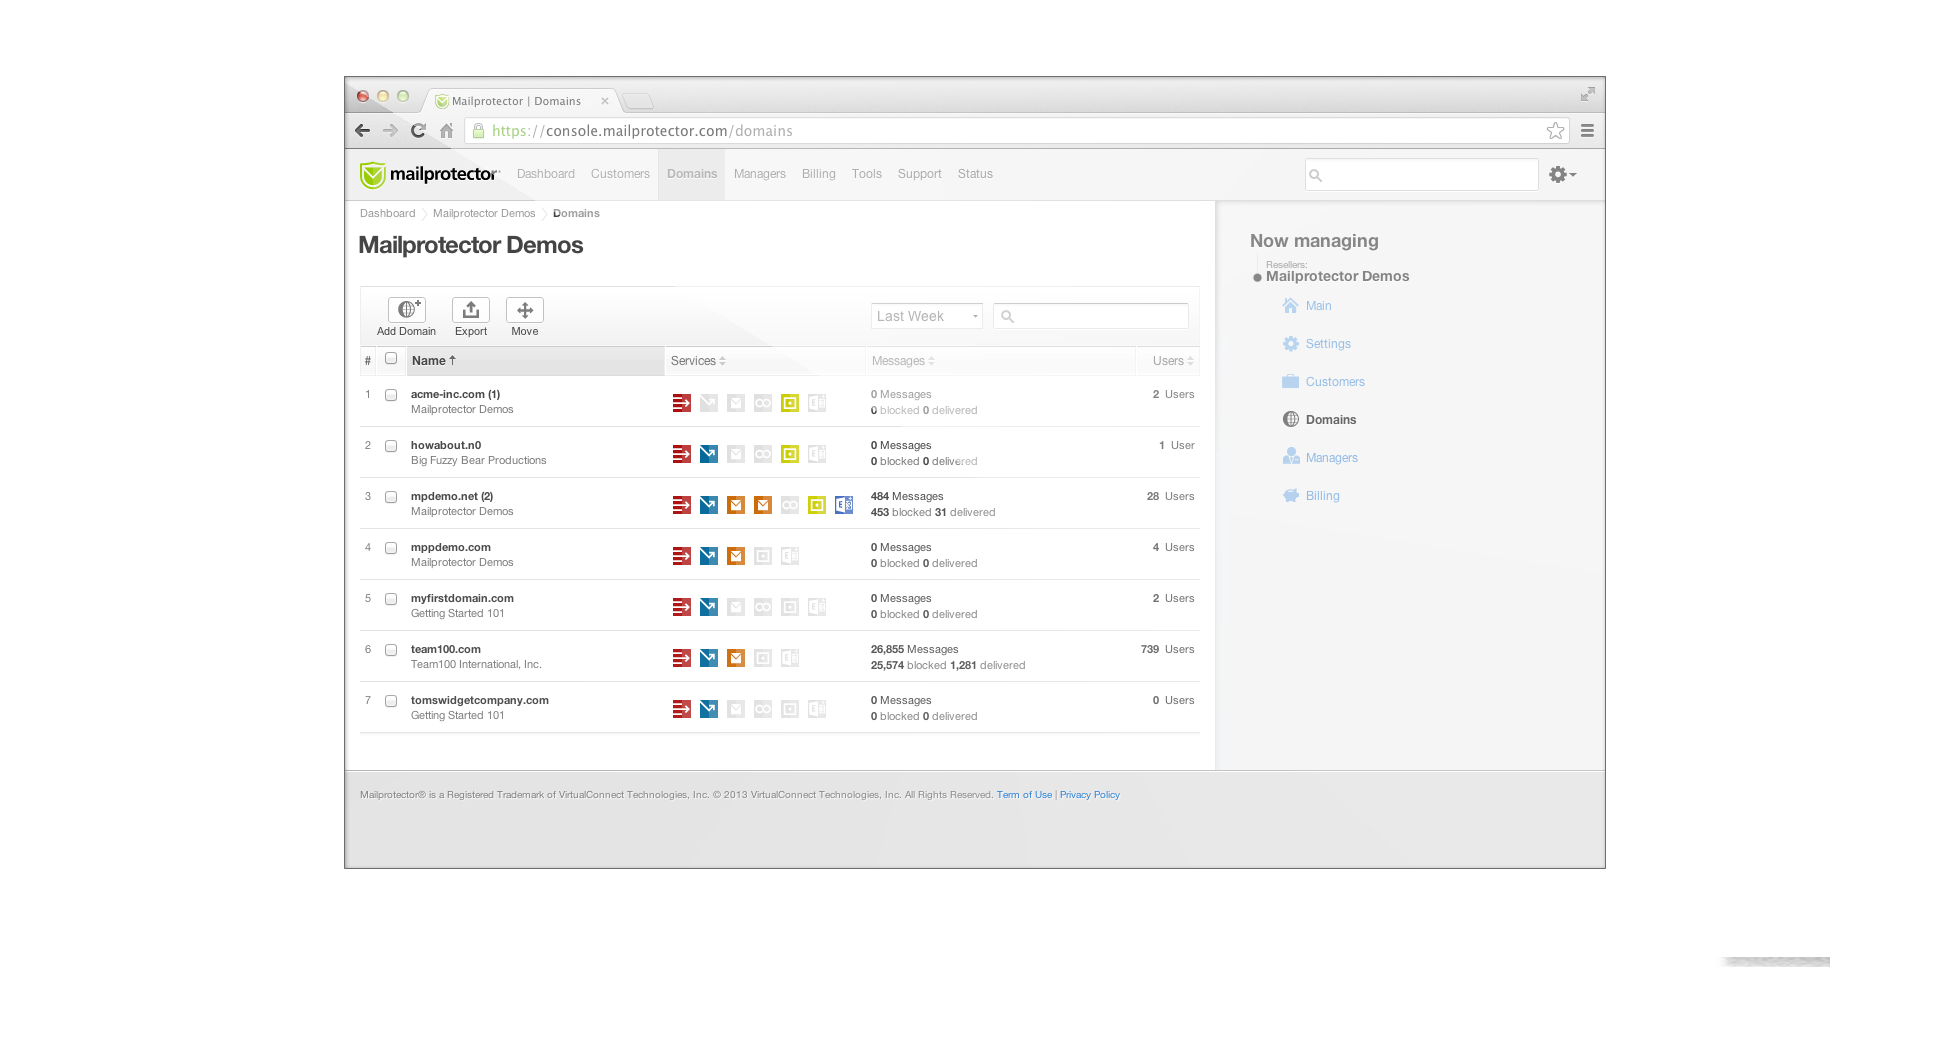 Mailprotector | Domains
https://console.mailprotector.com/domains
mailprotector Dashboard Customers Domains Managers Billing Tools Support Status
Dashboard Mailprotector Demos Domains
Mailprotector Demos
Add Domain Export Move
Last Week
# Name Services Messages Users
1 acme-inc.com (1) 0 Messages 2 Users
Mailprotector Demos 0 blocked 0 delivered
2 howabout.n0 0 Messages 1 User
Big Fuzzy Bear Productions 0 blocked 0 delivered
3 mpdemo.net (2) 484 Messages 28 Users
Mailprotector Demos 453 blocked 31 delivered
4 mppdemo.com 0 Messages 4 Users
Mailprotector Demos 0 blocked 0 delivered
5 myfirstdomain.com 0 Messages 2 Users
Getting Started 101 0 blocked 0 delivered
6 team100.com 26,855 Messages 739 Users
Team100 International, Inc. 25,574 blocked 1,281 delivered
7 tomswidgetcompany.com 0 Messages 0 Users
Getting Started 101 0 blocked 0 delivered
Now managing
Resellers:
Mailprotector Demos
Main
Settings
Customers
Domains
Managers
Billing
Mailprotector® is a Registered Trademark of VirtualConnect Technologies, Inc. © 2013 VirtualConnect Technologies, Inc. All Rights Reserved. Term of Use | Privacy Policy